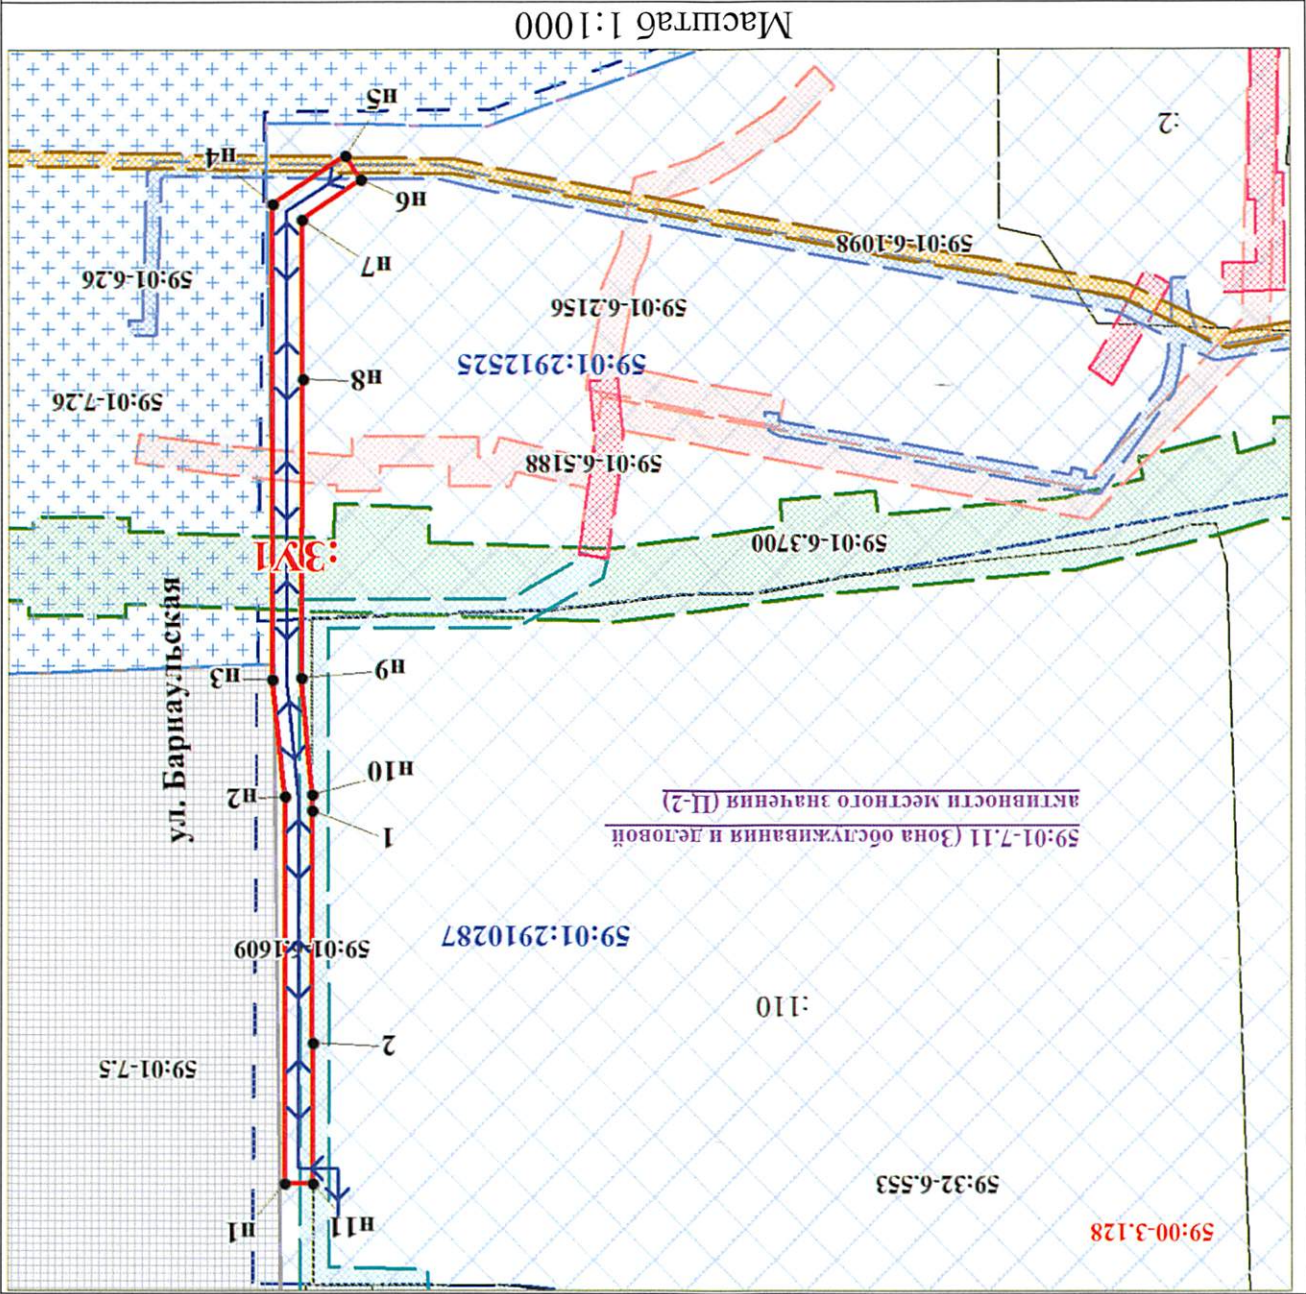 59:00-3.128
59:32-6.553
н11
н1
2
:110
59:01-7.5
59:01:2910287
59:01-6.1609
59:01-7.11 (Зона обслуживания и деловой
активности местного значения (Ц-2)
1
н10
н2
ул. Барнаульская
н9
н3
:ЗУ1
59:01-6.3700
59:01-6.5188
59:01-7.26
н8
59:01:2912525
59:01-6.2156
59:01-6.26
н7
59:01-6.1098
н6
н4
:2
н5
Масштаб 1:1000